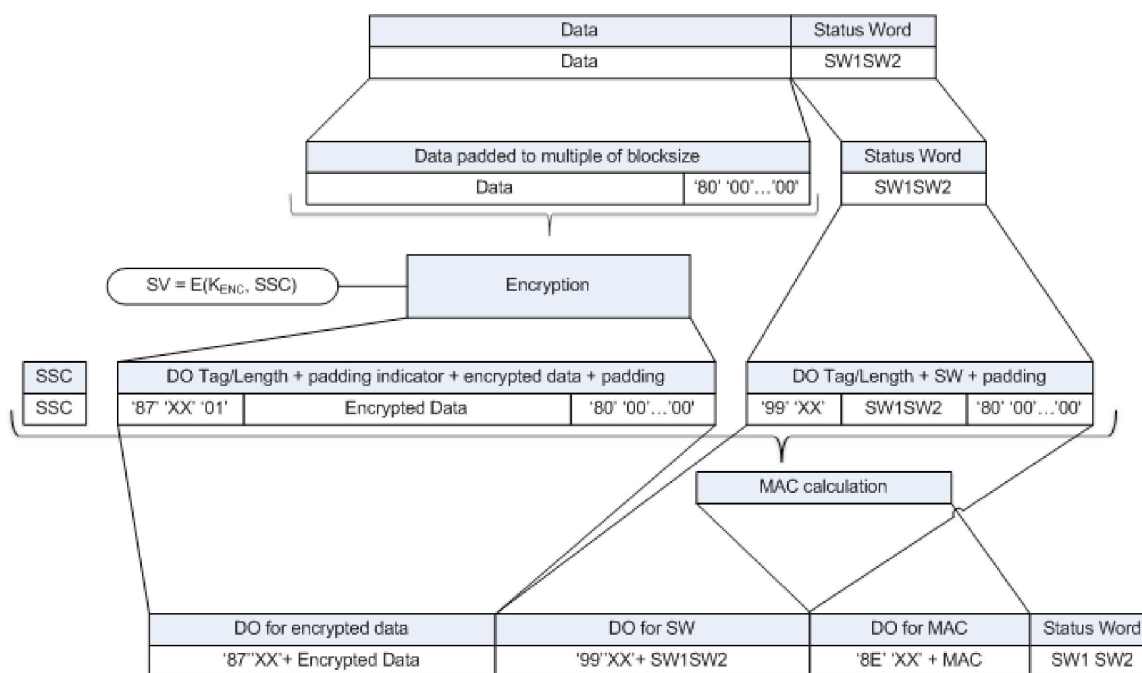 Data Status Word
Data SW1SW2
Data padded to multiple of blocksize Status Word
Data ‘80’ ‘00’...’00’ SW1SW2
SV = E(KENC, SSC) Encryption
SSC DO Tag/Length + padding indicator + encrypted data + padding DO Tag/Length + SW + padding
SSC ‘87’ ‘XX’ ‘01’ Encrypted Data ‘80’ ‘00’...’00’ ‘99’ ‘XX’ SW1SW2 ‘80’ ‘00’...’00’
MAC calculation
DO for encrypted data DO for SW DO for MAC Status Word
‘87’’XX’+ Encrypted Data ‘99’’XX’+ SW1SW2 ‘8E’ ‘XX’ + MAC SW1 SW2